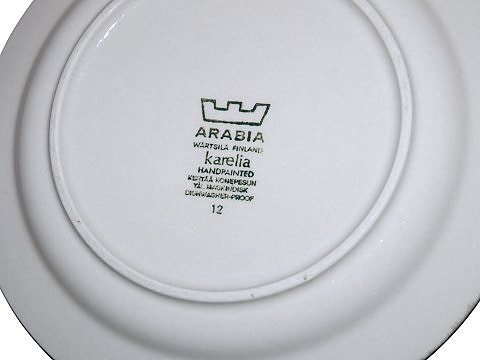 ARABIA
WÄRTSILÄ FINLAND
karelia
HANDPAINTED
KESTÄÄ KONEPESUN
TÅL MASKINDISK
DISHWASHER-PROOF
12